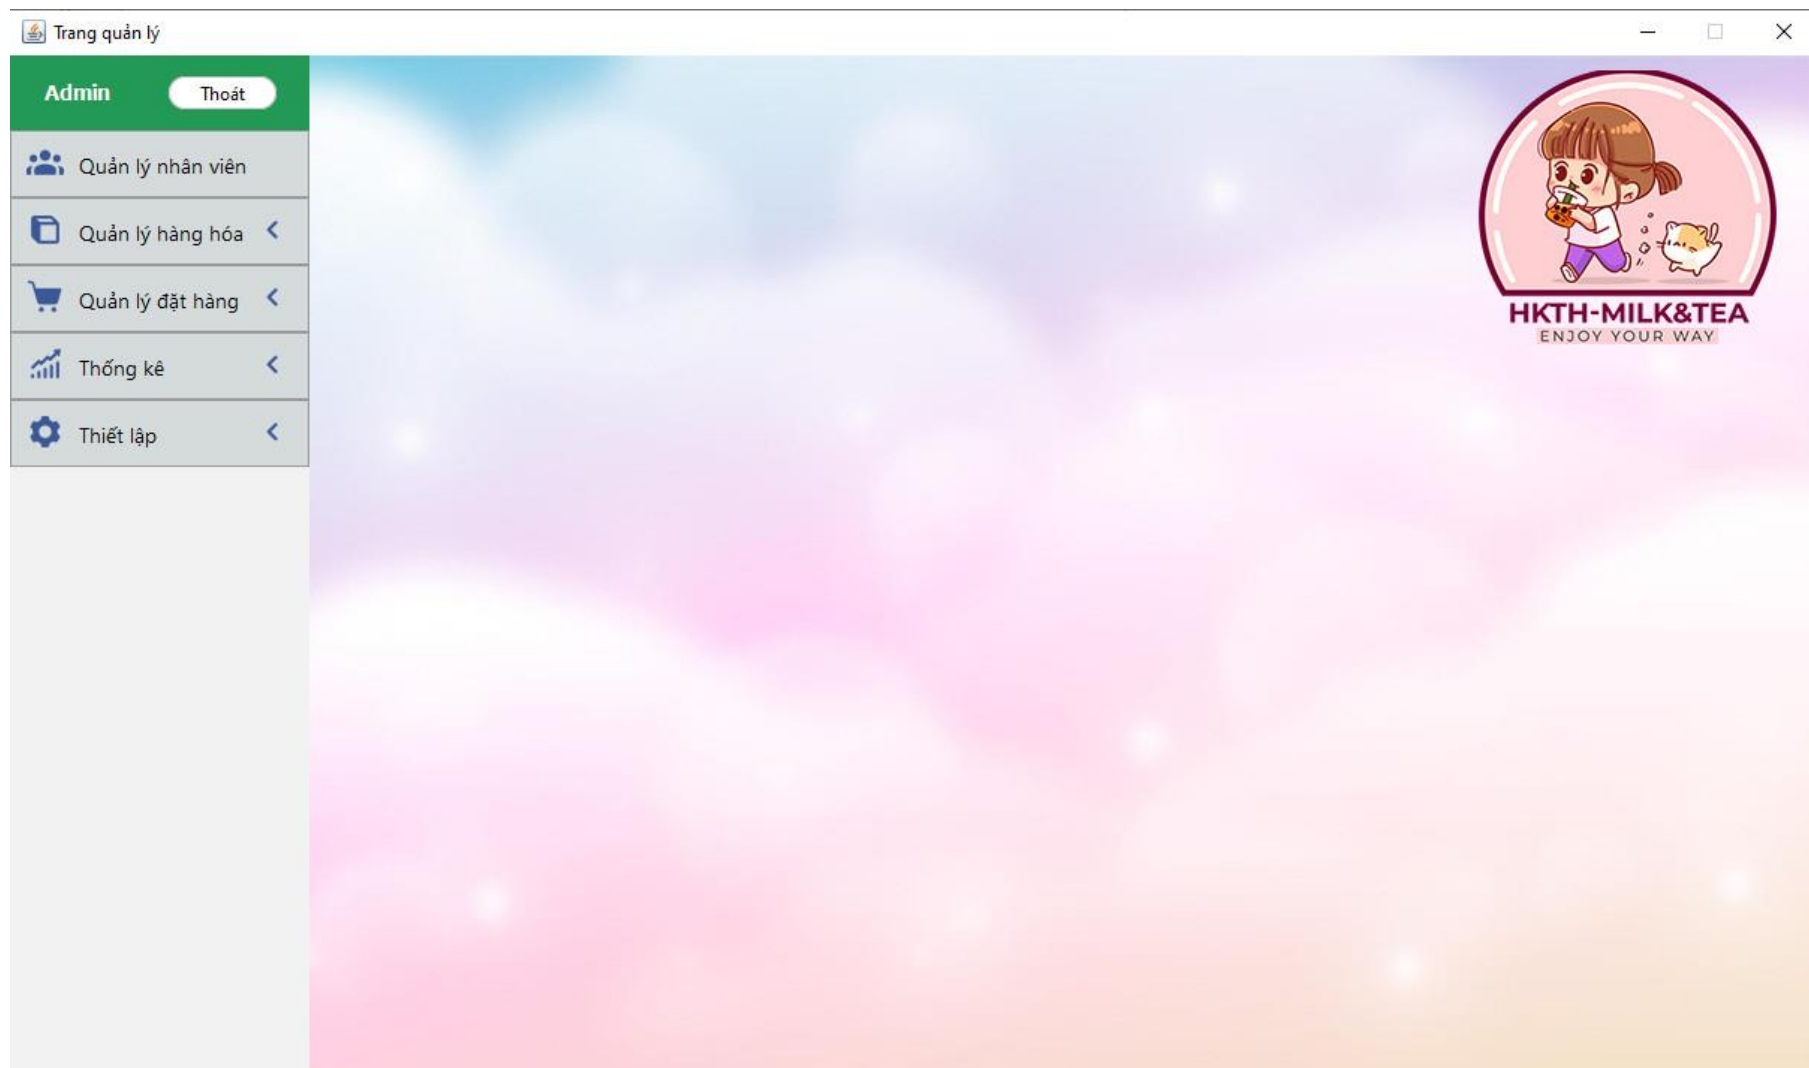 Trang quản lý
Admin
Thoát
Quản lý nhân viên
Quản lý hàng hóa
Quản lý đặt hàng
Thống kê
Thiết lập
HKTH-MILK&TEA
ENJOY YOUR WAY